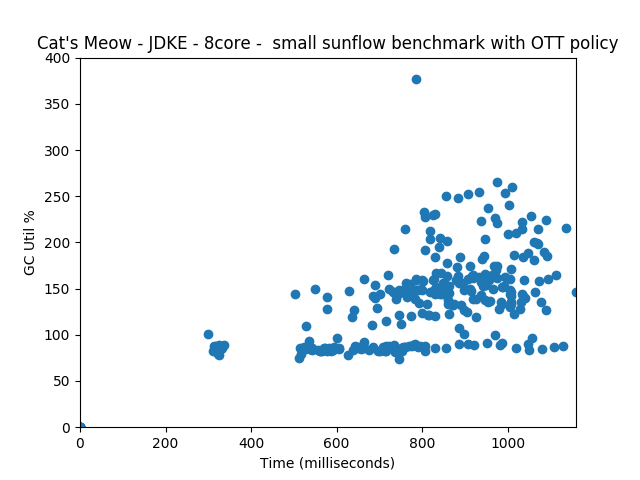 Cat's Meow - JDKE - 8core -  small sunflow benchmark with OTT policy
400
350
300
250
200
150
100
50
0
GC Util %
0 200 400 600 800 1000
Time (milliseconds)